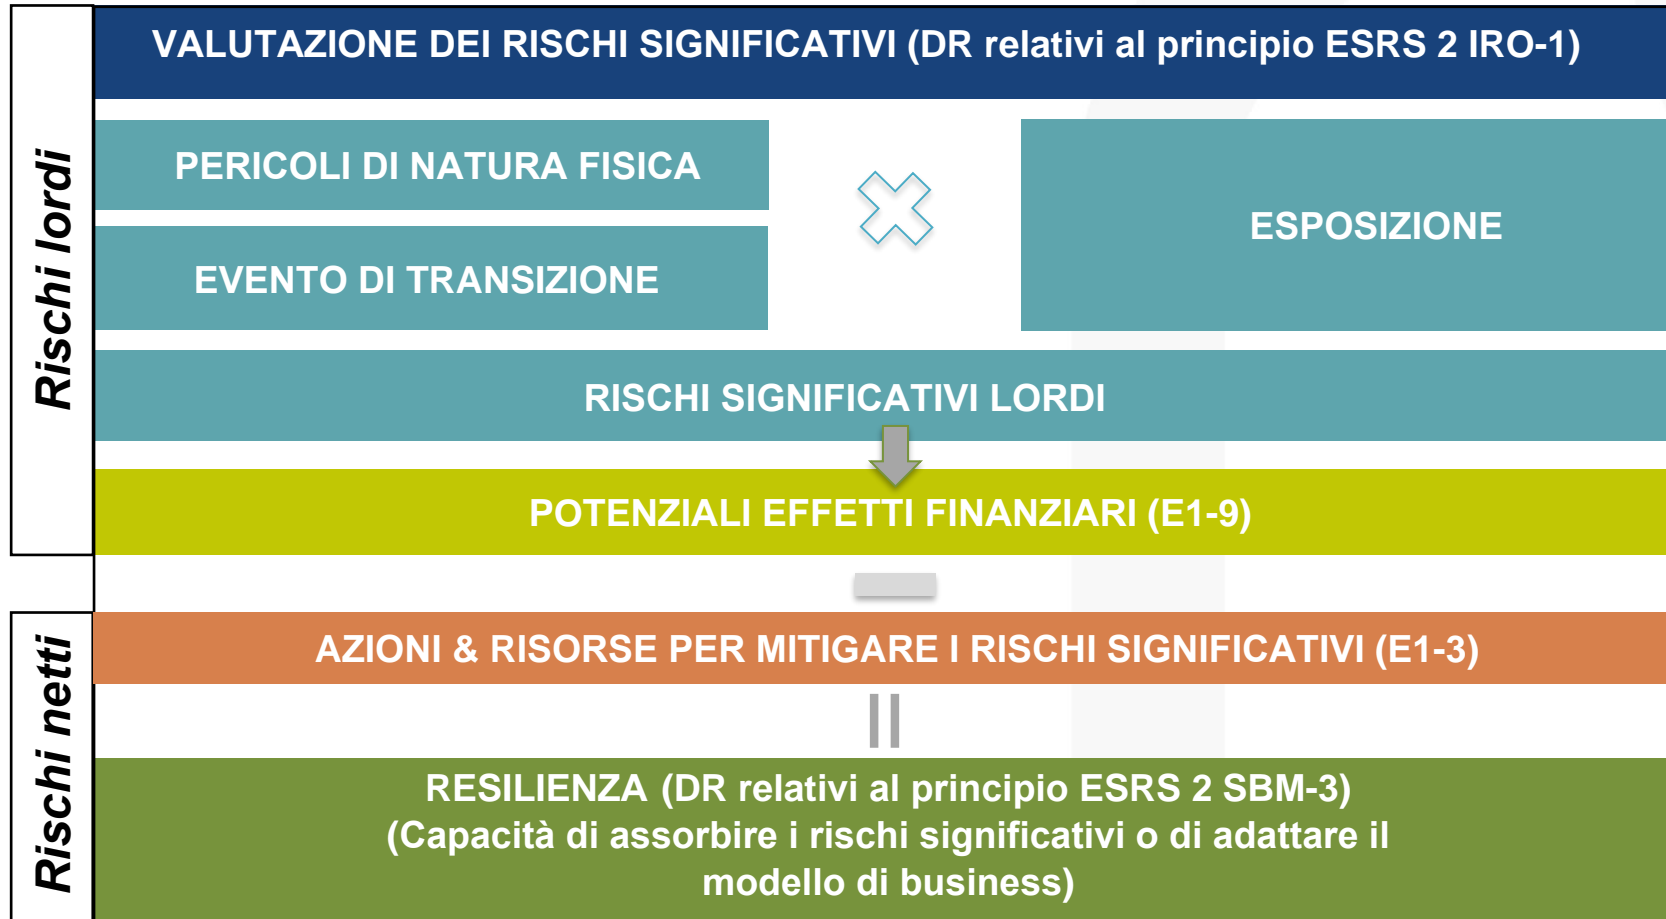 VALUTAZIONE DEI RISCHI SIGNIFICATIVI (DR relativi al principio ESRS 2 IRO-1)
Rischi lordi
PERICOLI DI NATURA FISICA
EVENTO DI TRANSIZIONE
ESPOSIZIONE
RISCHI SIGNIFICATIVI LORDI
POTENZIALI EFFETTI FINANZIARI (E1-9)
Rischi netti
AZIONI & RISORSE PER MITIGARE I RISCHI SIGNIFICATIVI (E1-3)
RESILIENZA (DR relativi al principio ESRS 2 SBM-3)
(Capacità di assorbire i rischi significativi o di adattare il
modello di business)